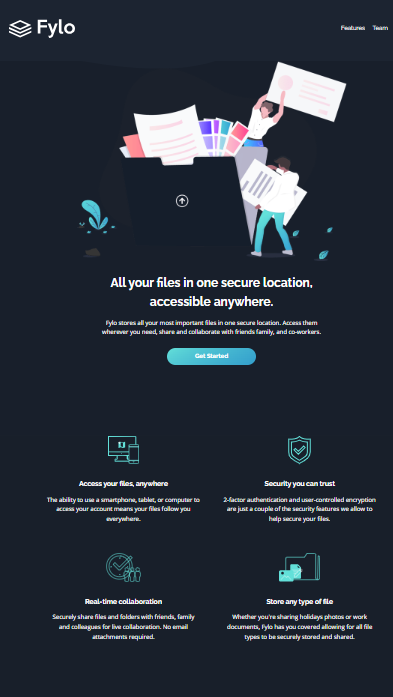 Fylo
Features Team
All your files in one secure location,
accessible anywhere.
Fylo stores all your most important files in one secure location. Access them
wherever you need, share and collaborate with friends family, and co-workers.
Get Started
Access your files, anywhere
The ability to use a smartphone, tablet, or computer to
access your account means your files follow you
everywhere.
Security you can trust
2-factor authentication and user-controlled encryption
are just a couple of the security features we allow to
help secure your files.
Real-time collaboration
Securely share files and folders with friends, family
and colleagues for live collaboration. No email
attachments required.
Store any type of file
Whether you're sharing holidays photos or work
documents, Fylo has you covered allowing for all file
types to be securely stored and shared.